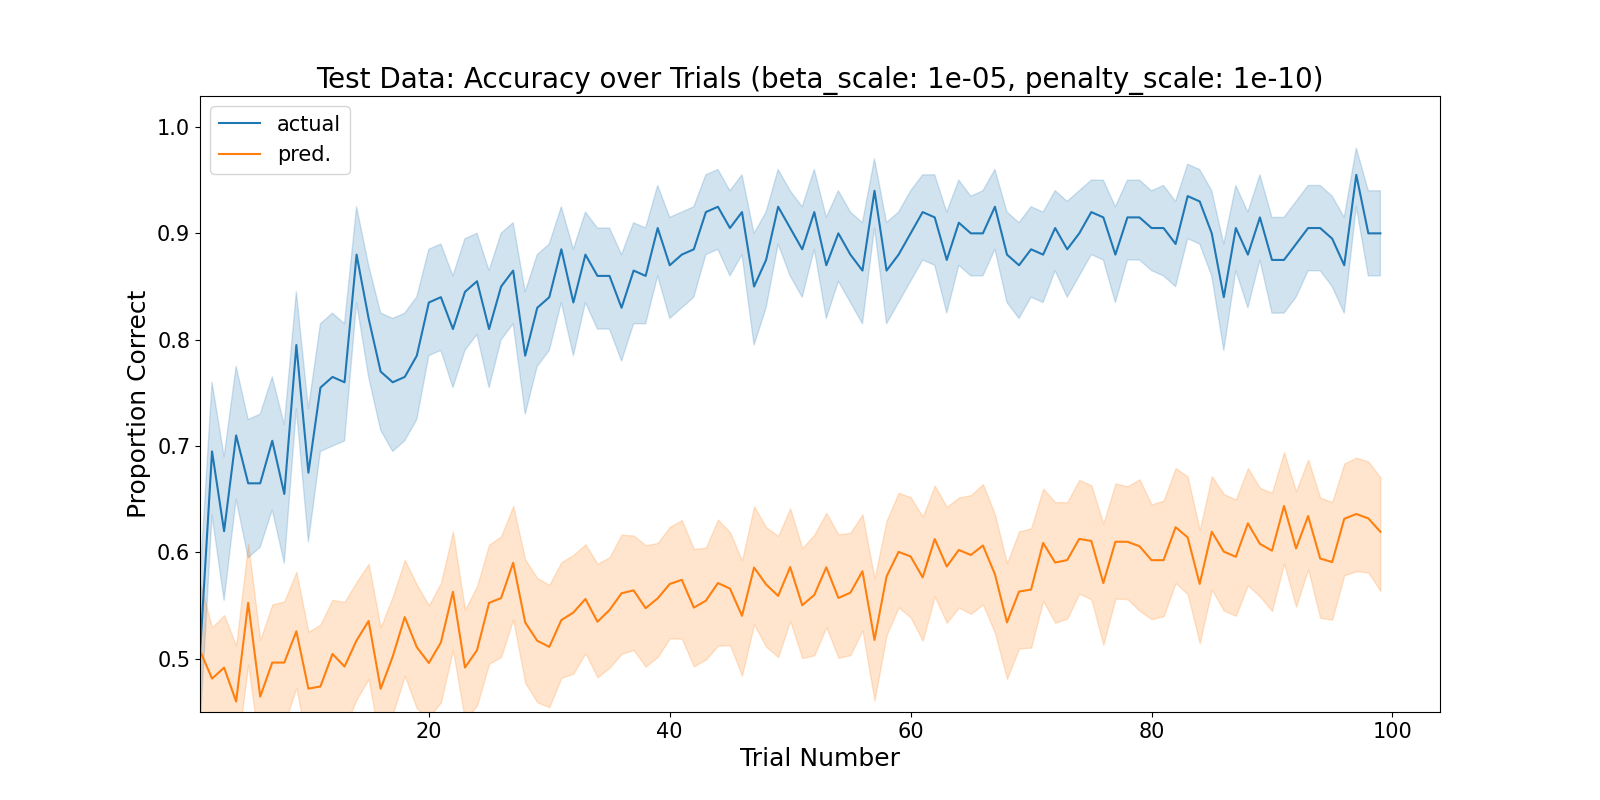 Test Data: Accuracy over Trials (beta_scale: 1e-05, penalty_scale: 1e-10)
actual
pred.
Proportion Correct
1.0
0.9
0.8
0.7
0.6
0.5
20 40 60 80 100
Trial Number